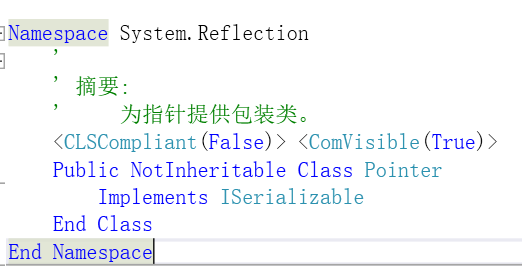 Namespace System.Reflection
'
' 摘要:
'     为指针提供包装类。
<CLSCompliant(False)> <ComVisible(True)>
Public NotInheritable Class Pointer
Implements ISerializable
End Class
End Namespace